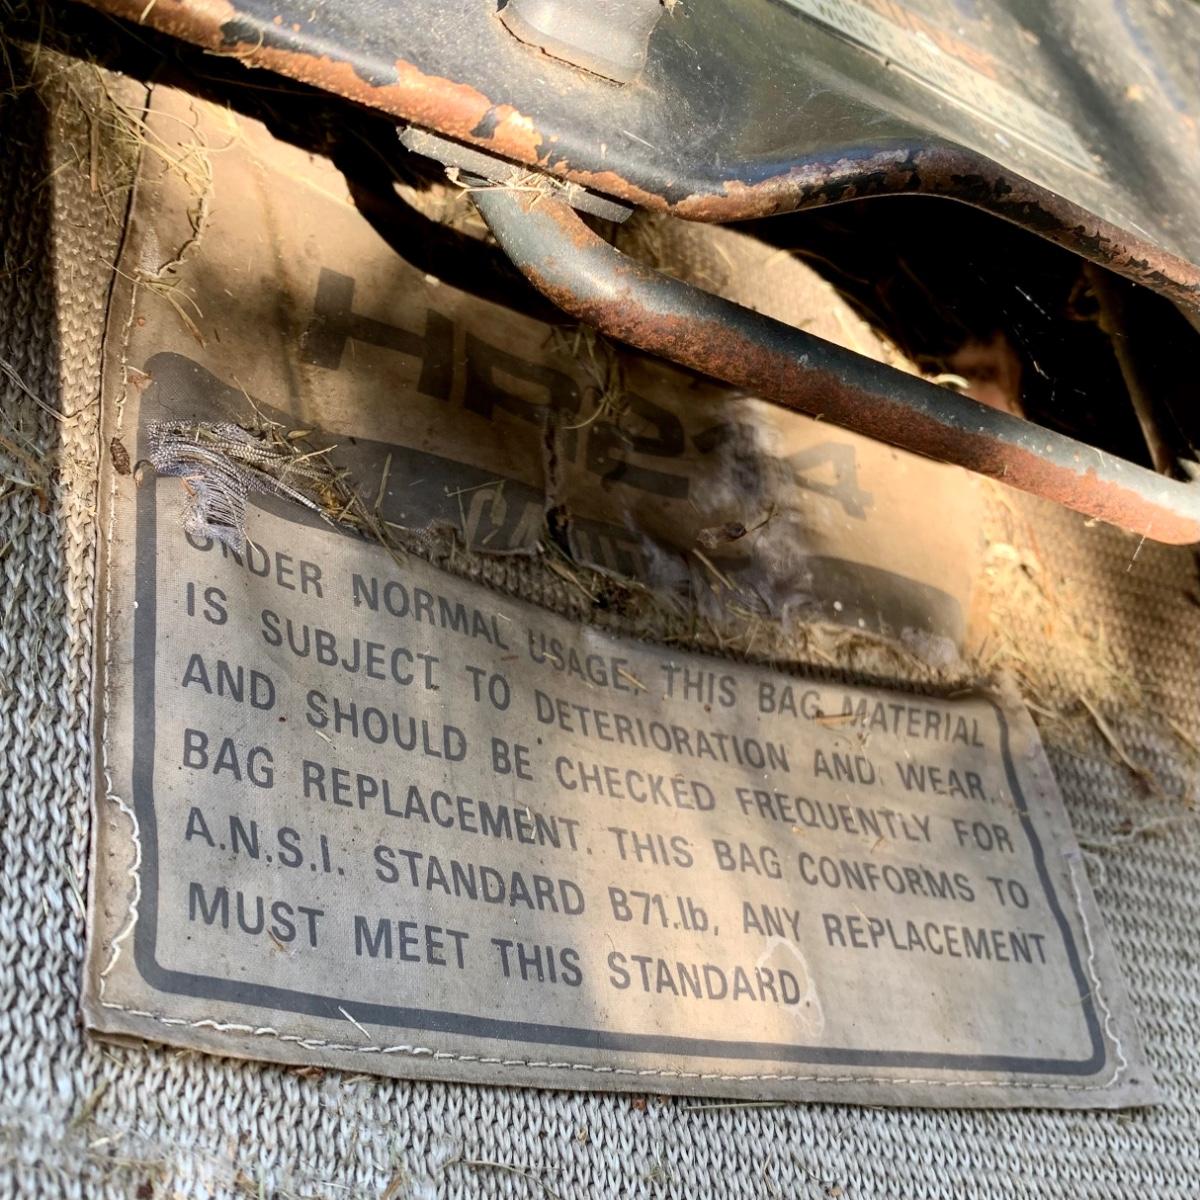 HR214
UNDER NORMAL USAGE, THIS BAG MATERIAL
IS SUBJECT TO DETERIORATION AND WEAR.
AND SHOULD BE CHECKED FREQUENTLY FOR
BAG REPLACEMENT. THIS BAG CONFORMS TO
A.N.S.I. STANDARD B71.lb, ANY REPLACEMENT
MUST MEET THIS STANDARD.